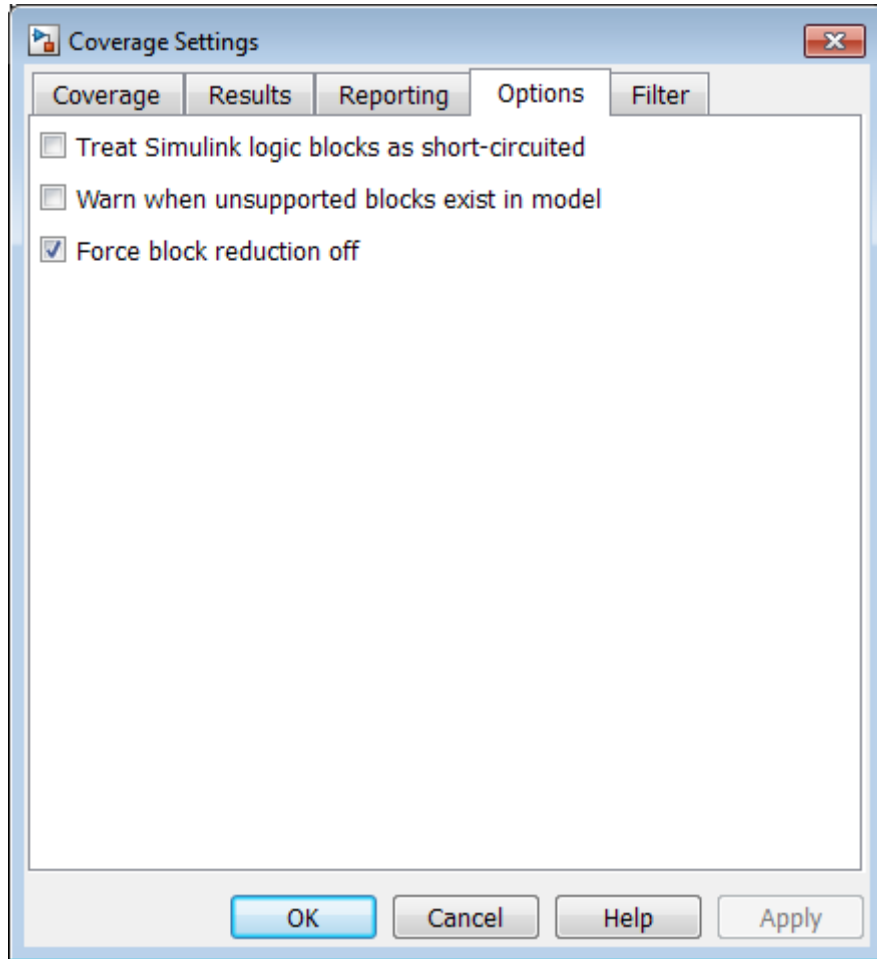 Coverage Settings
Coverage Results Reporting Options Filter
Treat Simulink logic blocks as short-circuited
Warn when unsupported blocks exist in model
Force block reduction off
OK Cancel Help Apply